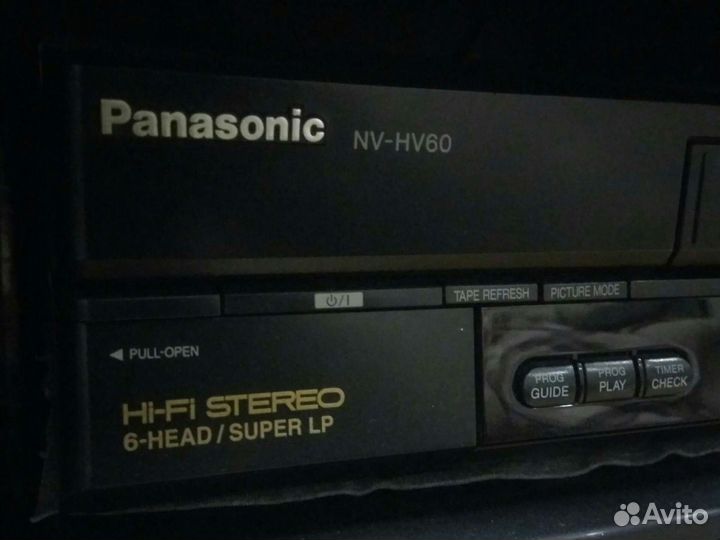 Panasonic NV-HV60
⏻/I TAPE REFRESH PICTURE MODE
◄ PULL-OPEN
Hi-Fi STEREO
6-HEAD / SUPER LP
PROG GUIDE
PROG PLAY
TIMER CHECK
Avito